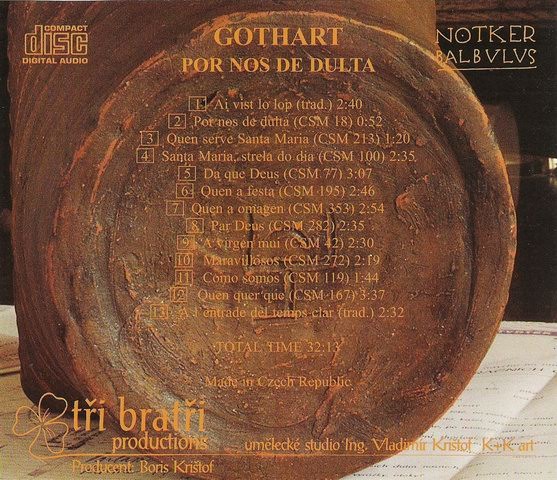 COMPACT
disc
DIGITAL AUDIO
GOTHART
POR NOS DE DULTA
NOTKER
BALBVLVS
1 Ai vist lo lop (trad.) 2:40
2 Por nos de dulta (CSM 18) 0:52
3 Quen serve Santa Maria (CSM 213) 1:20
4 Santa Maria, strela do dia (CSM 100) 2:35
5 Da que Deus (CSM 77) 3:07
6 Quen a festa (CSM 195) 2:46
7 Quen a omagen (CSM 353) 2:54
8 Par Deus (CSM 282) 2:35
9 A virgen mui (CSM 42) 2:30
10 Maravillosos (CSM 272) 2:19
11 Como somos (CSM 119) 1:44
12 Quen quer que (CSM 167) 3:37
13 A l'entrade del temps clar (trad.) 2:32
TOTAL TIME 32:13
Made in Czech Republic
tři bratři
productions
umělecké studio Ing. Vladimír Krištof K+K art
Producent: Boris Krištof